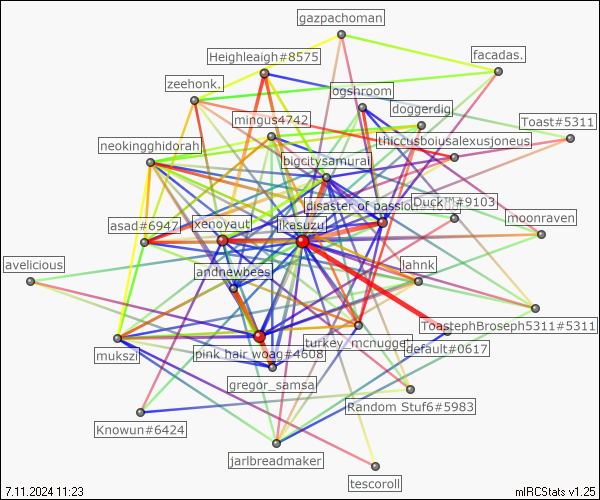 gazpachoman
Heighleaigh#8575
facadas.
zeehonk.
ogshroom
doggerdig
mingus4742
Toast#5311
neokingghidorah
thiccusboiusalexusjoneus
bigcitysamurai
disaster of passion
Duck™#9103
moonraven
asad#6947
xenoyaut
ikasuzu
avelicious
andnewbees
jahnk
ToastephBroseph5311#5311
turkey_mcnugget
default#0617
mukszi
pink hair woag#4608
gregor_samsa
Random Stuf6#5983
Knowun#6424
jarlbreadmaker
tescoroll
7.11.2024 11:23
mIRCStats v1.25